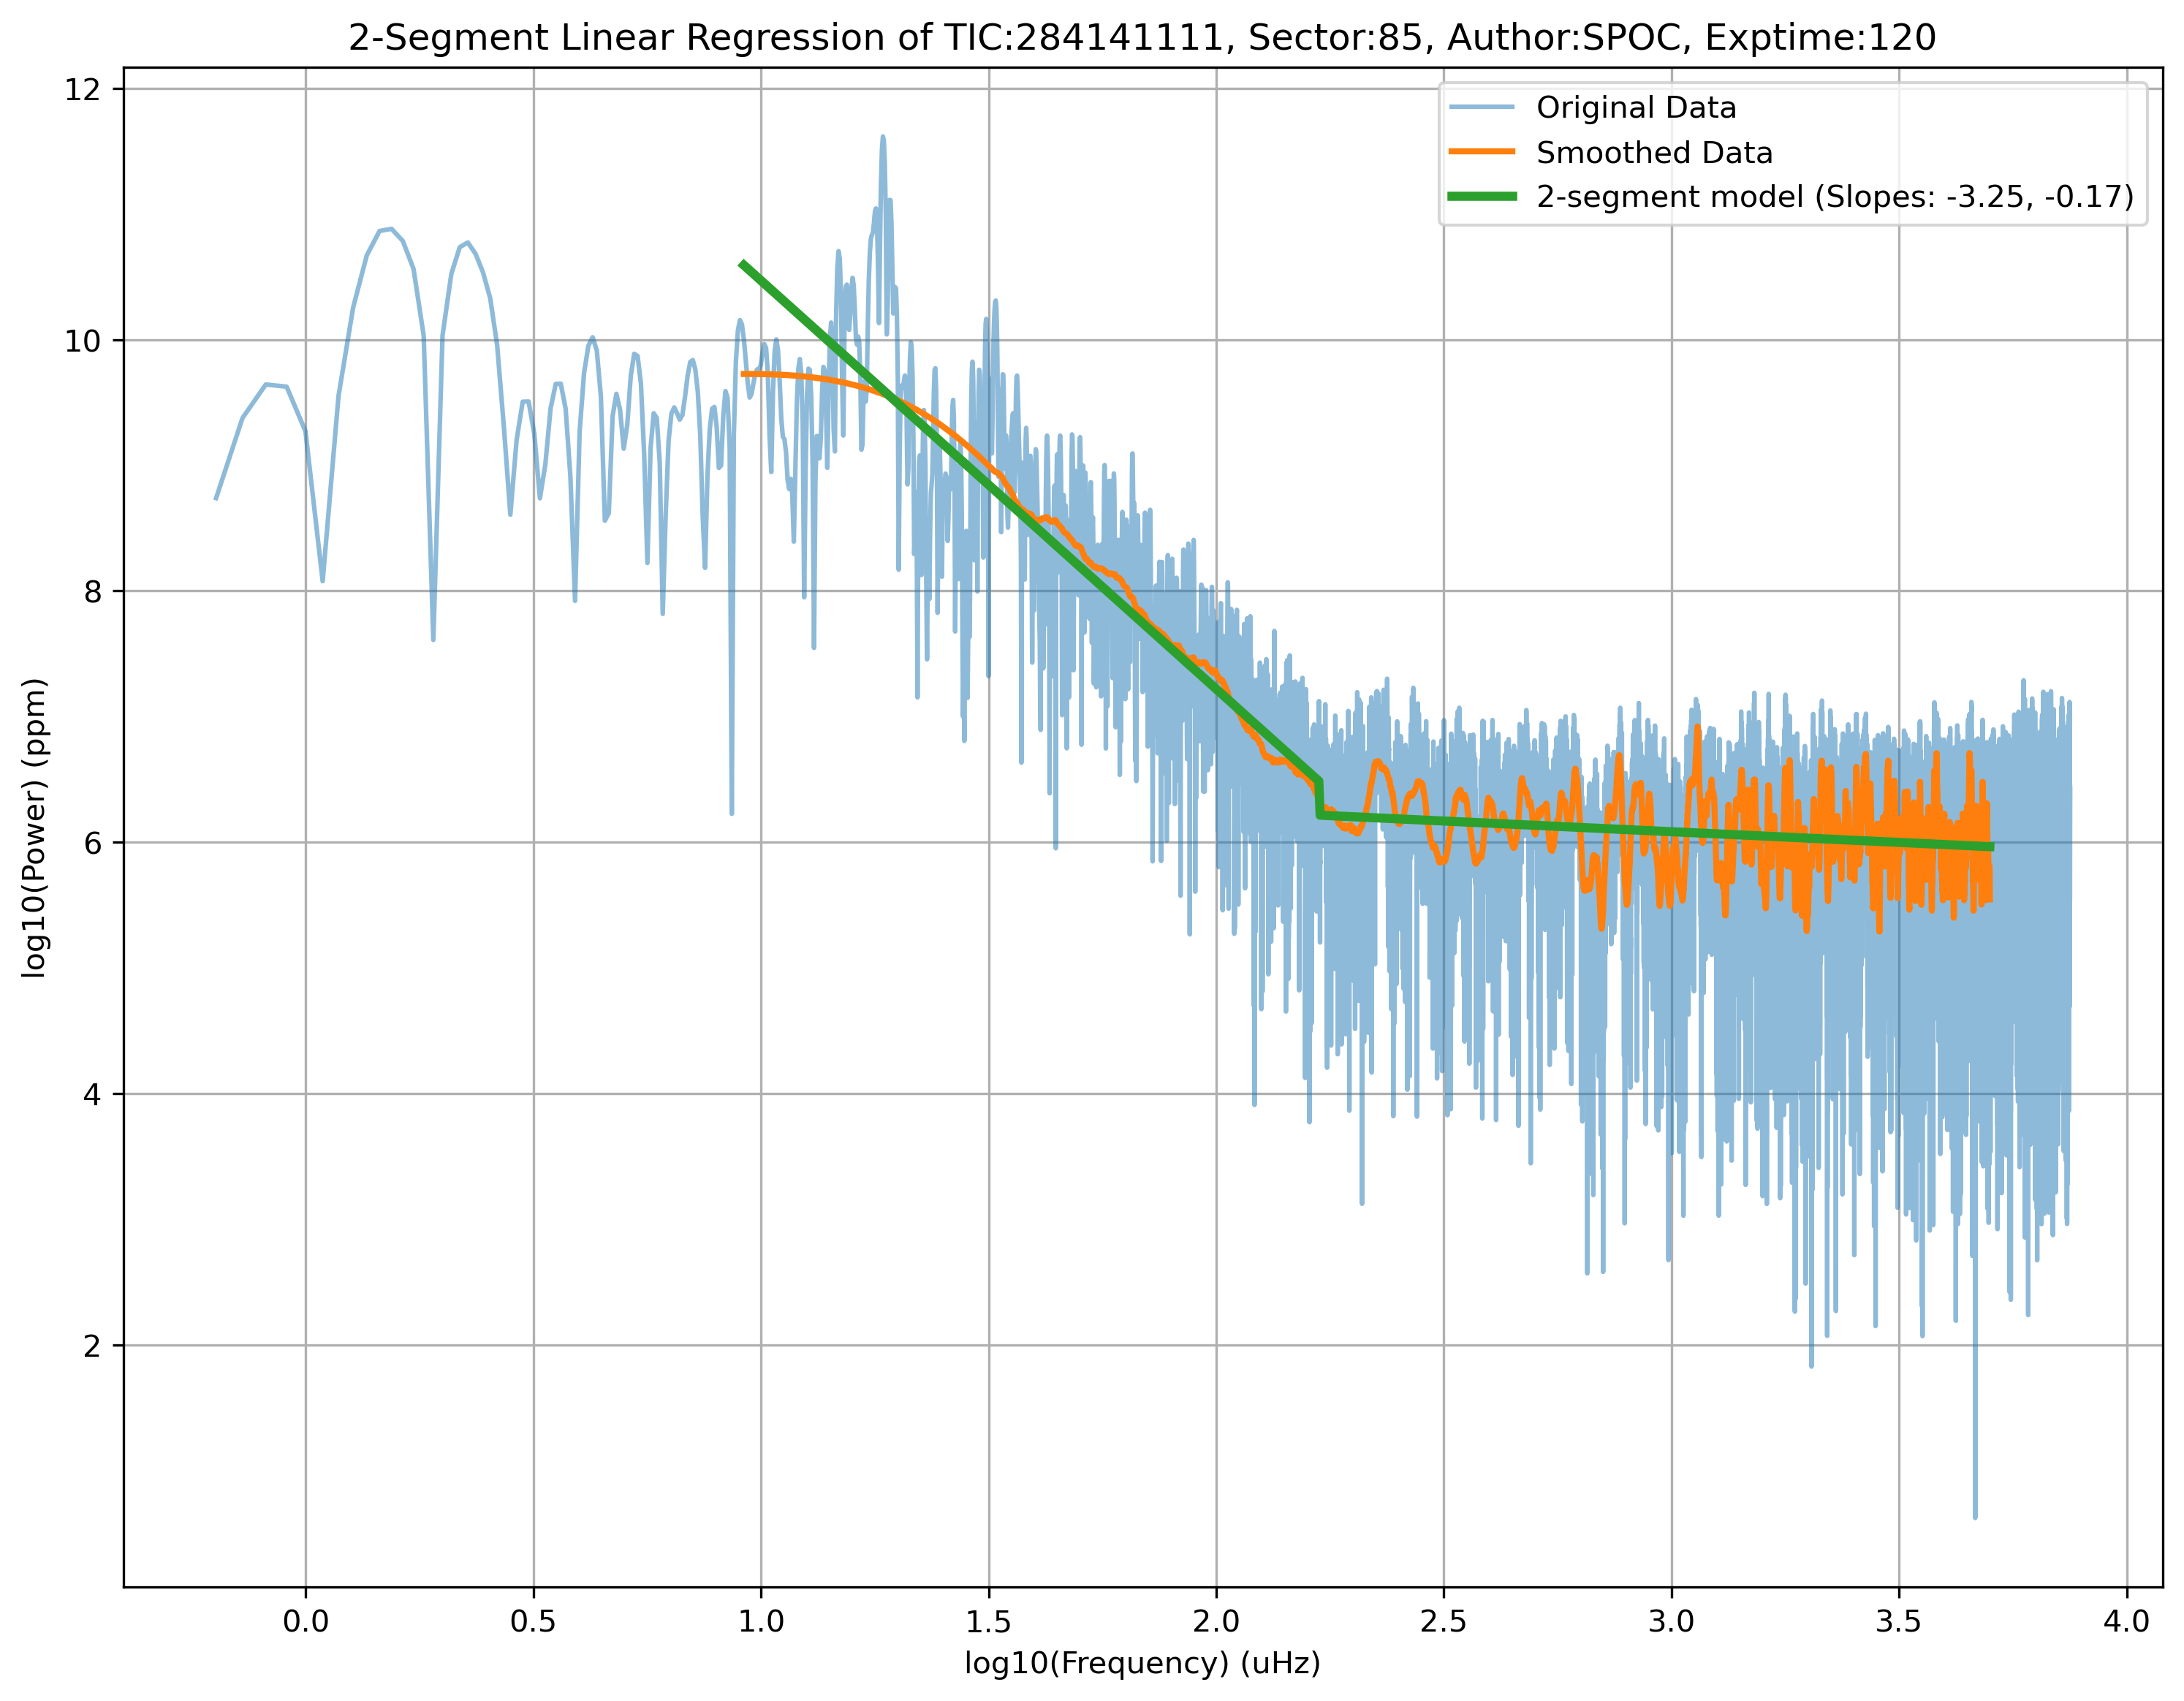 2-Segment Linear Regression of TIC:284141111, Sector:85, Author:SPOC, Exptime:120
Original Data
Smoothed Data
2-segment model (Slopes: -3.25, -0.17)
log10(Power) (ppm)
12
10
8
6
4
2
0.0 0.5 1.0 1.5 2.0 2.5 3.0 3.5 4.0
log10(Frequency) (uHz)